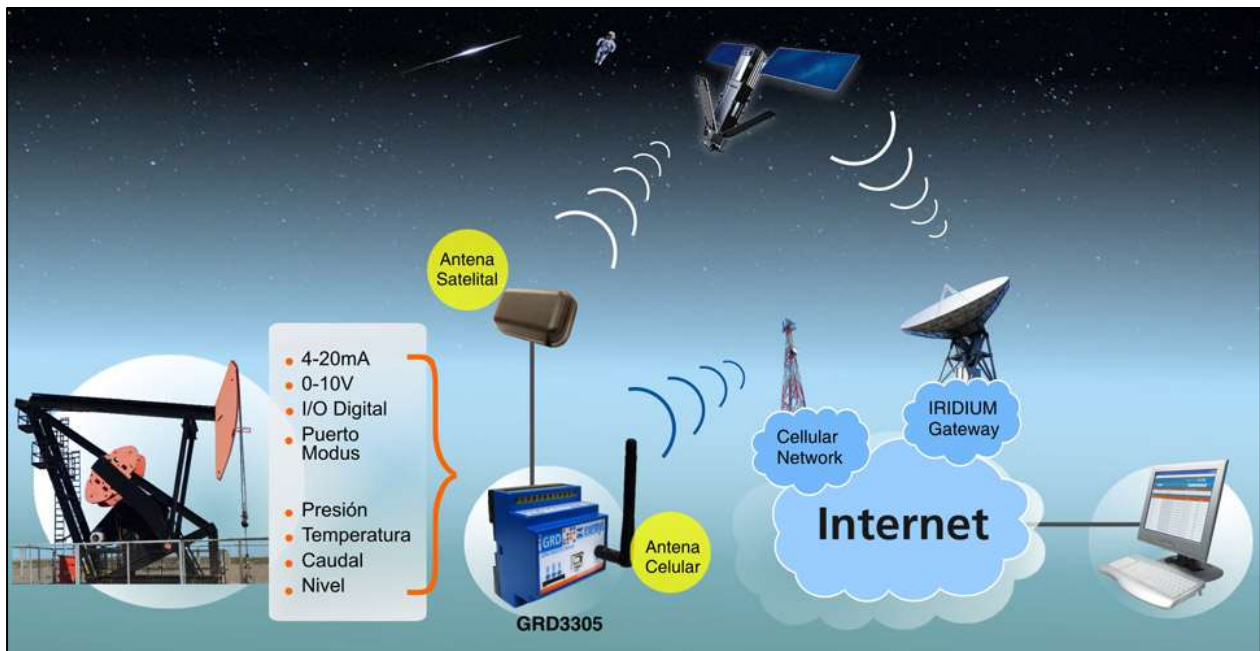 Antena
Satelital
4-20mA
0-10V
I/O Digital
Puerto
Modus
Presión
Temperatura
Caudal
Nivel
IRIDIUM
Gateway
Cellular
Network
Internet
GRD
Antena
Celular
GRD3305